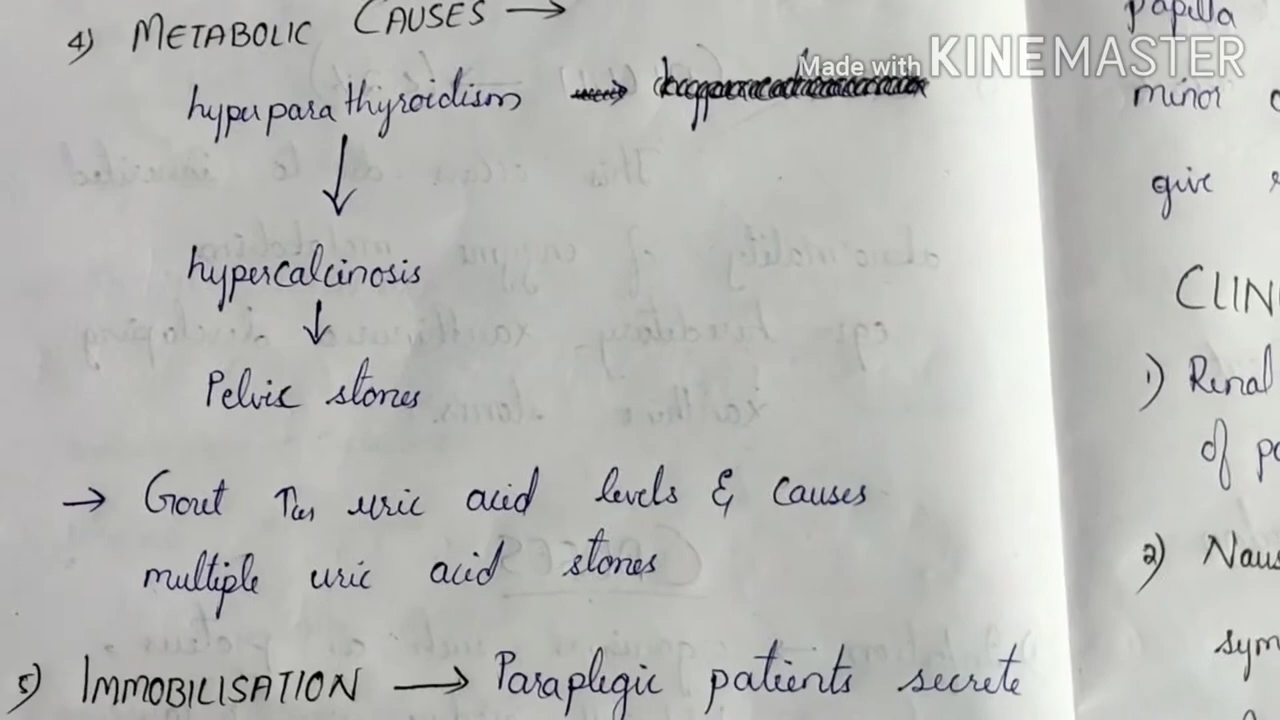 4) METABOLIC CAUSES →
hyperparathyroidism →
↓
hypercalcinosis
↓
Pelvic stones
→ Gout ↑es uric acid levels & causes
multiple uric acid stones
5) IMMOBILISATION → Paraplegic patients secrete
papilla
minor
give
CLIN
1) Renal
of pa
2) Naus
sym
Made with KINEMASTER